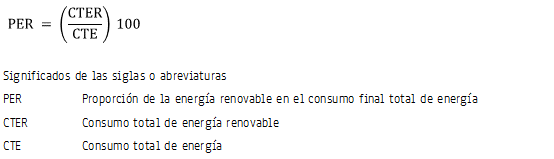 PER = (CTER/CTE) 100
Significados de las siglas o abreviaturas
PER Proporción de la energía renovable en el consumo final total de energía
CTER Consumo total de energía renovable
CTE Consumo total de energía